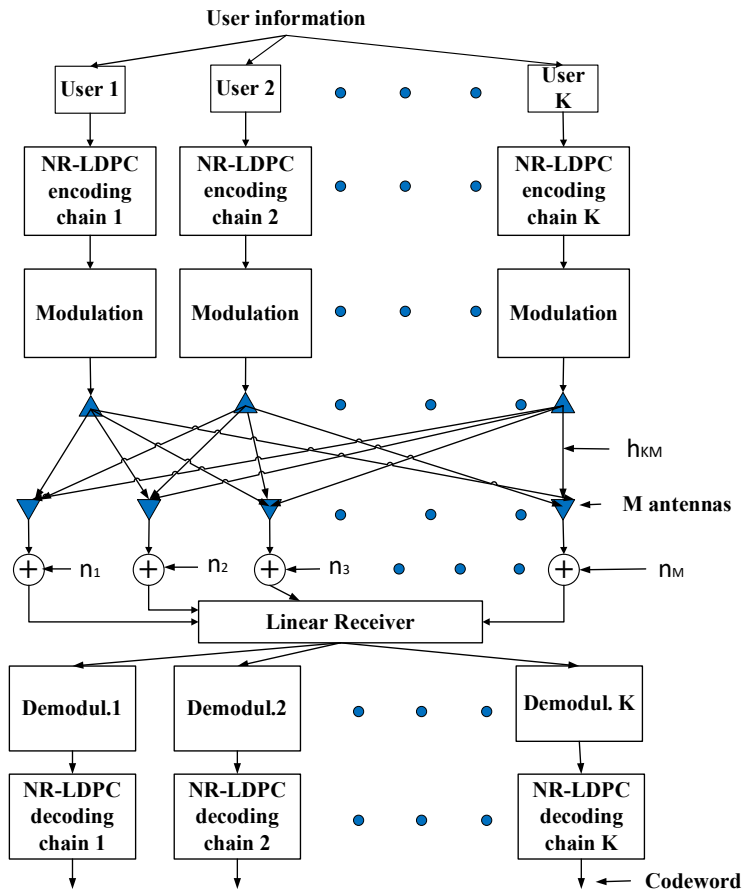 User information
User 1
User 2
User
K
NR-LDPC
encoding
chain 1
NR-LDPC
encoding
chain 2
NR-LDPC
encoding
chain K
Modulation
Modulation
Modulation
hKM
M antennas
n1
n2
n3
nM
Linear Receiver
Demodul.1
Demodul.2
Demodul. K
NR-LDPC
decoding
chain 1
NR-LDPC
decoding
chain 2
NR-LDPC
decoding
chain K
Codeword